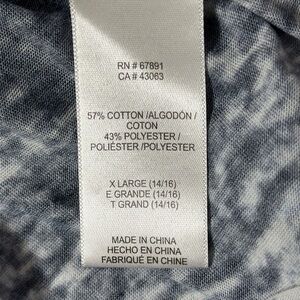 RN # 67891
CA # 43063
57% COTTON /ALGODÓN /
COTON
43% POLYESTER /
POLIÉSTER /POLYESTER
X LARGE (14/16)
E GRANDE (14/16)
T GRAND (14/16)
MADE IN CHINA
HECHO EN CHINA
FABRIQUÉ EN CHINE